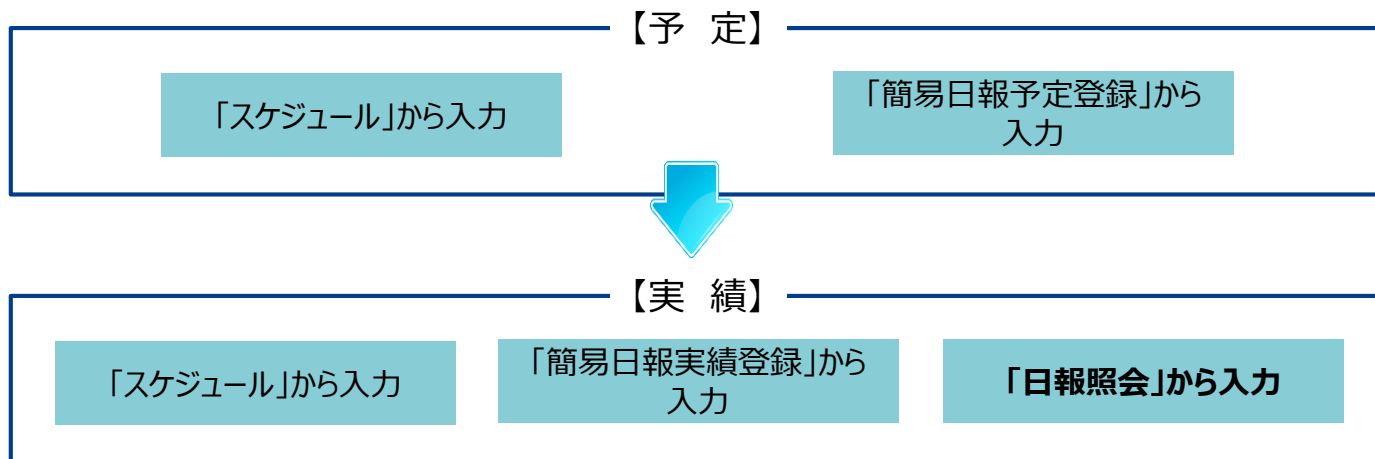 【予　定】
「スケジュール」から入力
「簡易日報予定登録」から
入力
【実　績】
「スケジュール」から入力
「簡易日報実績登録」から
入力
「日報照会」から入力